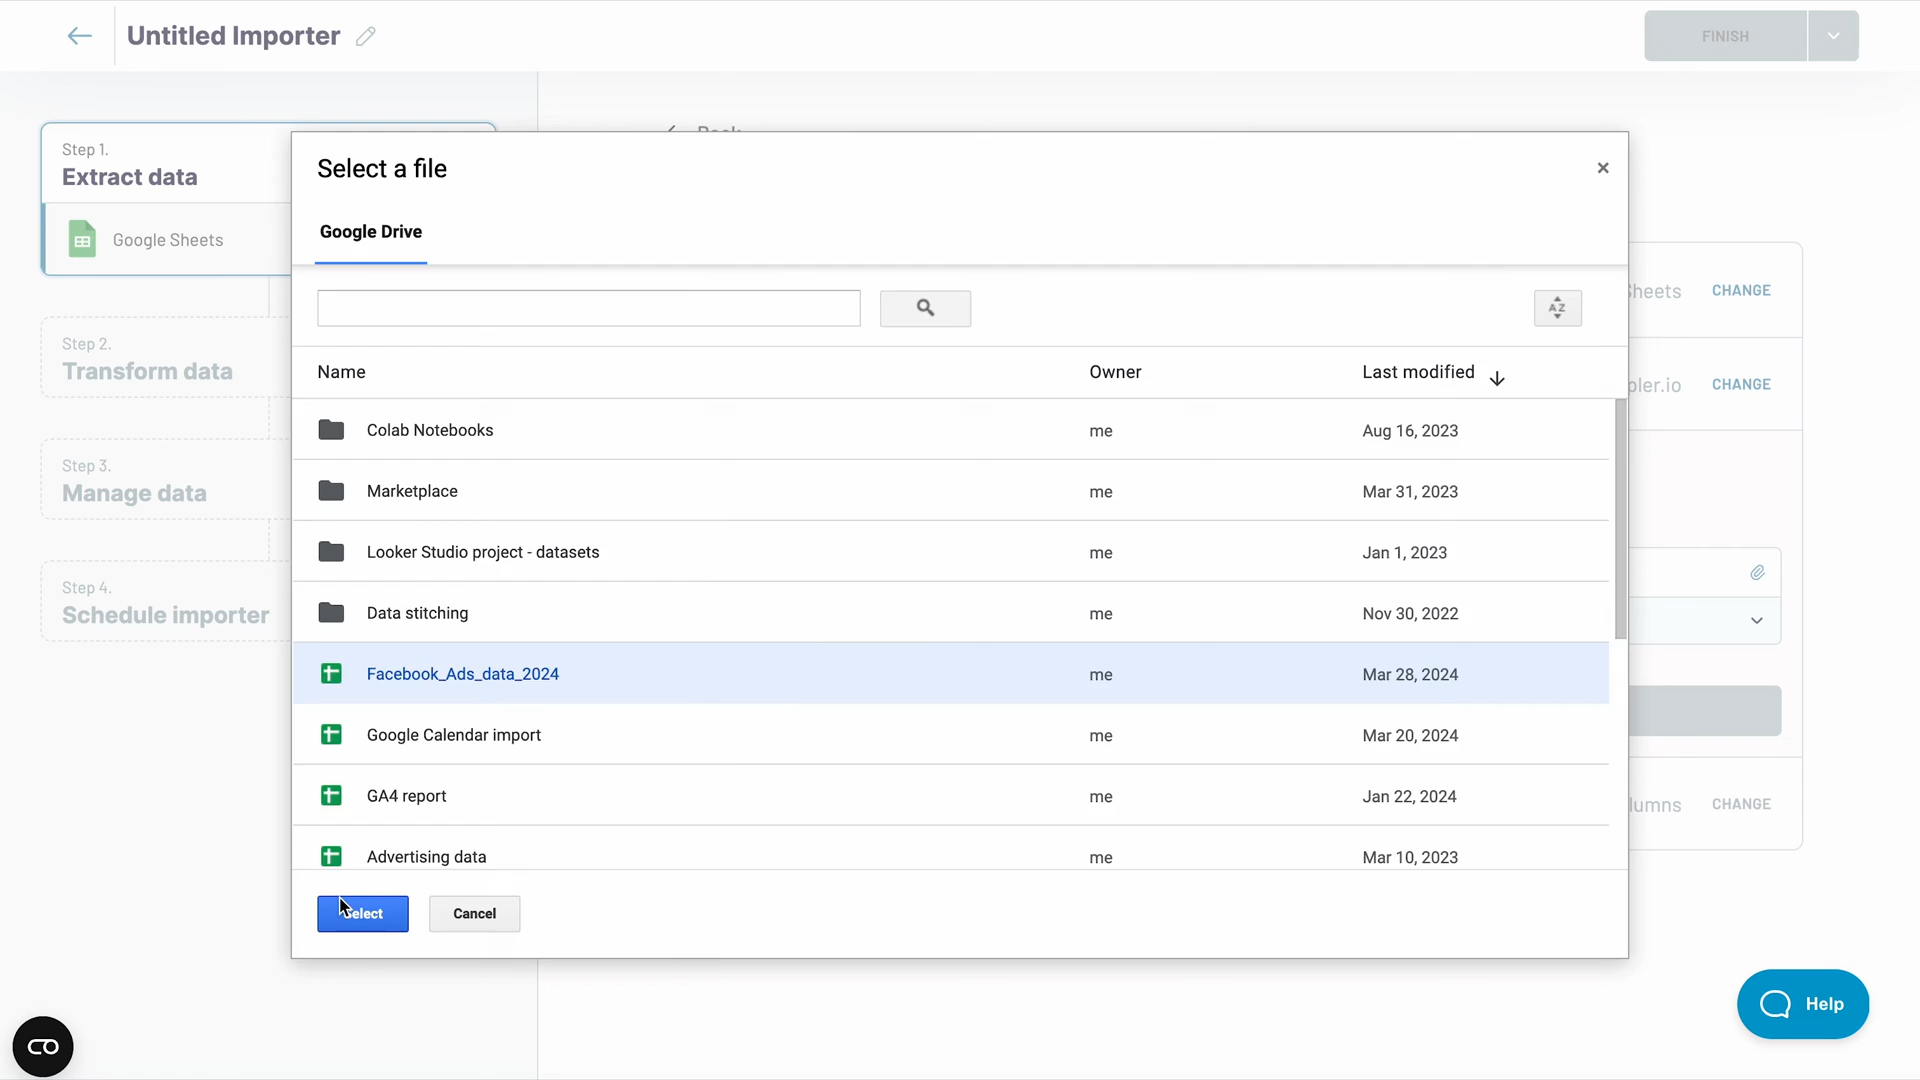 Untitled Importer
FINISH
Step 1.
Extract data
Google Sheets
Step 2.
Transform data
Step 3.
Manage data
Step 4.
Schedule importer
Select a file
×
Google Drive
AZ
Name Owner Last modified
Colab Notebooks me Aug 16, 2023
Marketplace me Mar 31, 2023
Looker Studio project - datasets me Jan 1, 2023
Data stitching me Nov 30, 2022
Facebook_Ads_data_2024 me Mar 28, 2024
Google Calendar import me Mar 20, 2024
GA4 report me Jan 22, 2024
Advertising data me Mar 10, 2023
Select Cancel
CHANGE
CHANGE
CHANGE
Help